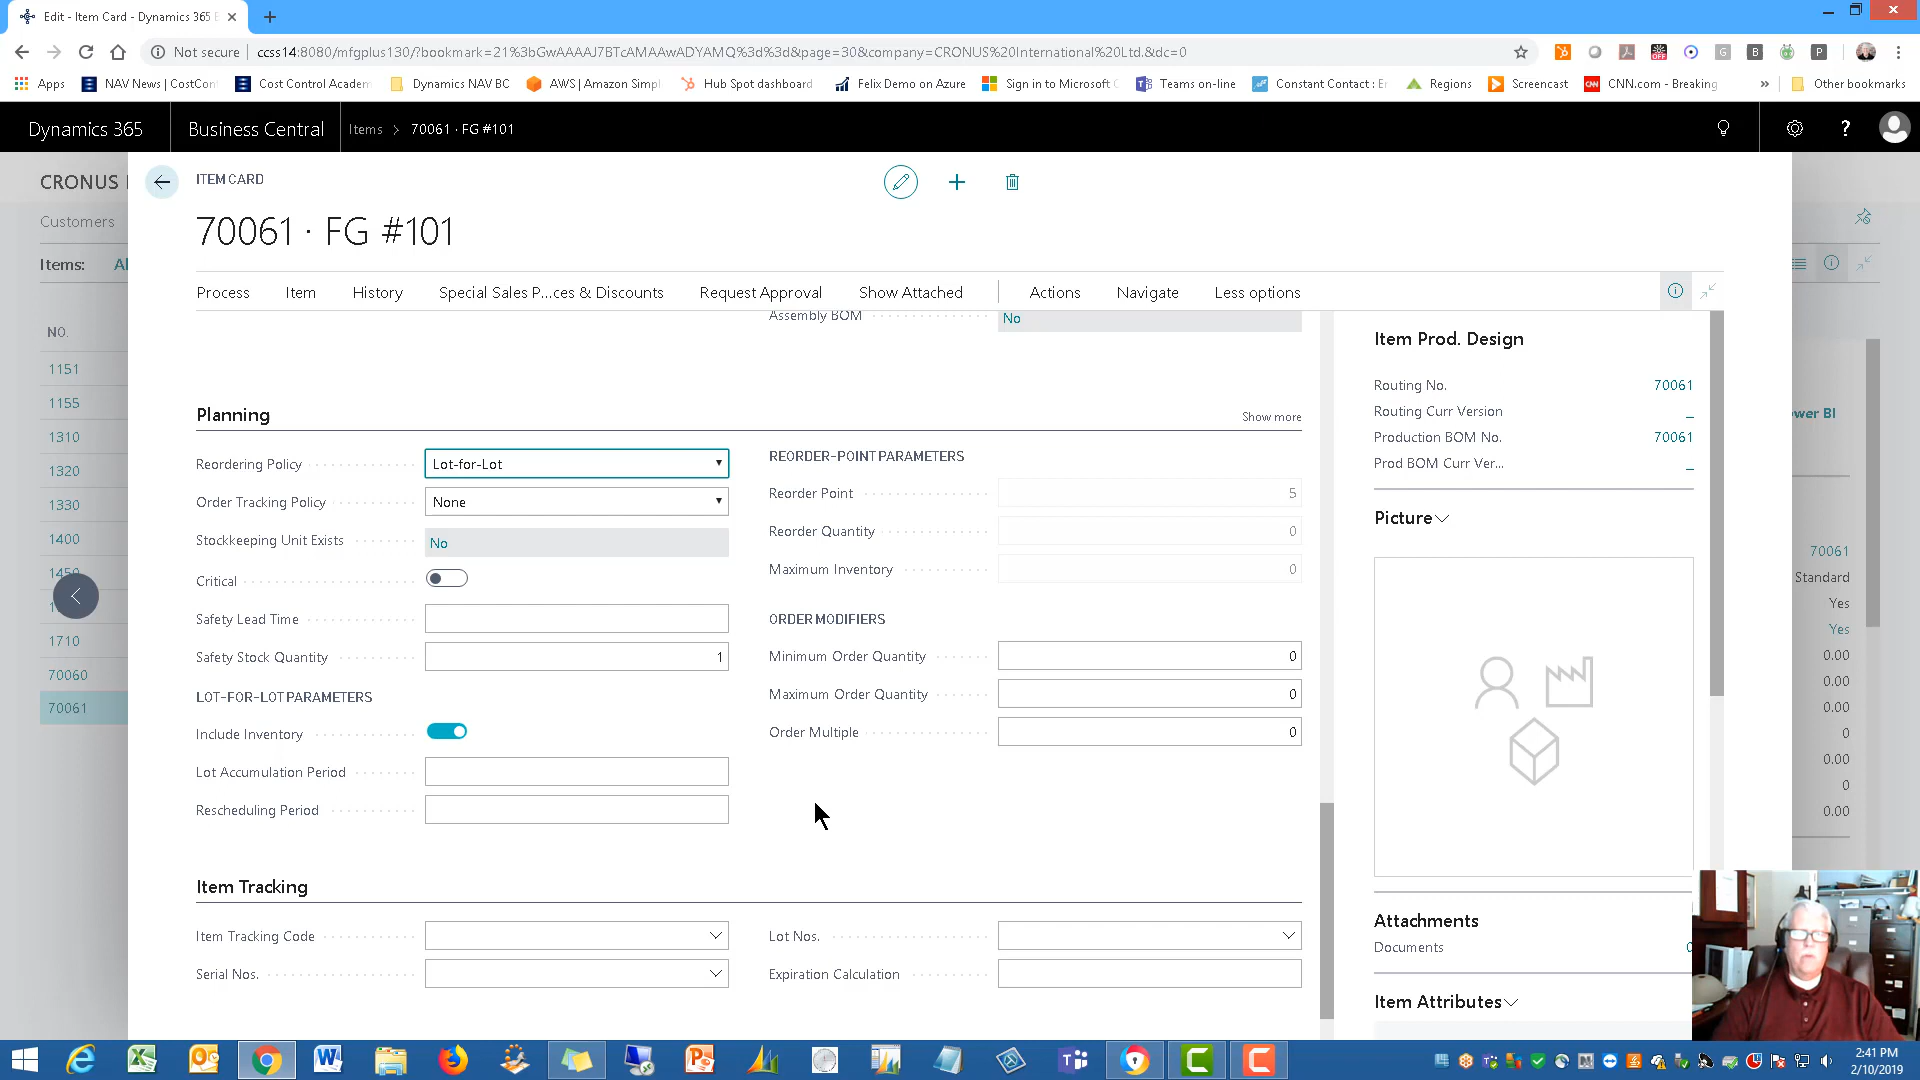 Edit - Item Card - Dynamics 365 E
Not secure
ccss14:8080/mfgplus130/?bookmark=21%3bGwAAAAJ7BTcAMAAwADYAMQ%3d%3d&page=30&company=CRONUS%20International%20Ltd.&dc=0
Apps
NAV News | CostCont
Cost Control Academ
Dynamics NAV BC
AWS | Amazon Simpl
Hub Spot dashboard
Felix Demo on Azure
Sign in to Microsoft C
Teams on-line
Constant Contact : Er
Regions
Screencast
CNN.com - Breaking
Other bookmarks
Dynamics 365
Business Central
Items > 70061 · FG #101
CRONUS I
Customers
Items: Al
NO.
1151
1155
1310
1320
1330
1400
1450
1710
70060
70061
ITEM CARD
70061 · FG #101
Process
Item
History
Special Sales P...ces & Discounts
Request Approval
Show Attached
Actions
Navigate
Less options
Assembly BOM
No
Planning
Show more
Reordering Policy
Lot-for-Lot
Order Tracking Policy
None
Stockkeeping Unit Exists
No
Critical
Safety Lead Time
Safety Stock Quantity
1
LOT-FOR-LOT PARAMETERS
Include Inventory
Lot Accumulation Period
Rescheduling Period
REORDER-POINT PARAMETERS
Reorder Point
5
Reorder Quantity
0
Maximum Inventory
0
ORDER MODIFIERS
Minimum Order Quantity
0
Maximum Order Quantity
0
Order Multiple
0
Item Tracking
Item Tracking Code
Serial Nos.
Lot Nos.
Expiration Calculation
Item Prod. Design
Routing No.
70061
Routing Curr Version
_
Production BOM No.
70061
Prod BOM Curr Ver...
_
Picture
Attachments
Documents
0
Item Attributes
ower BI
70061
Standard
Yes
Yes
0.00
0.00
0.00
0
0.00
0
0.00
2:41 PM
2/10/2019